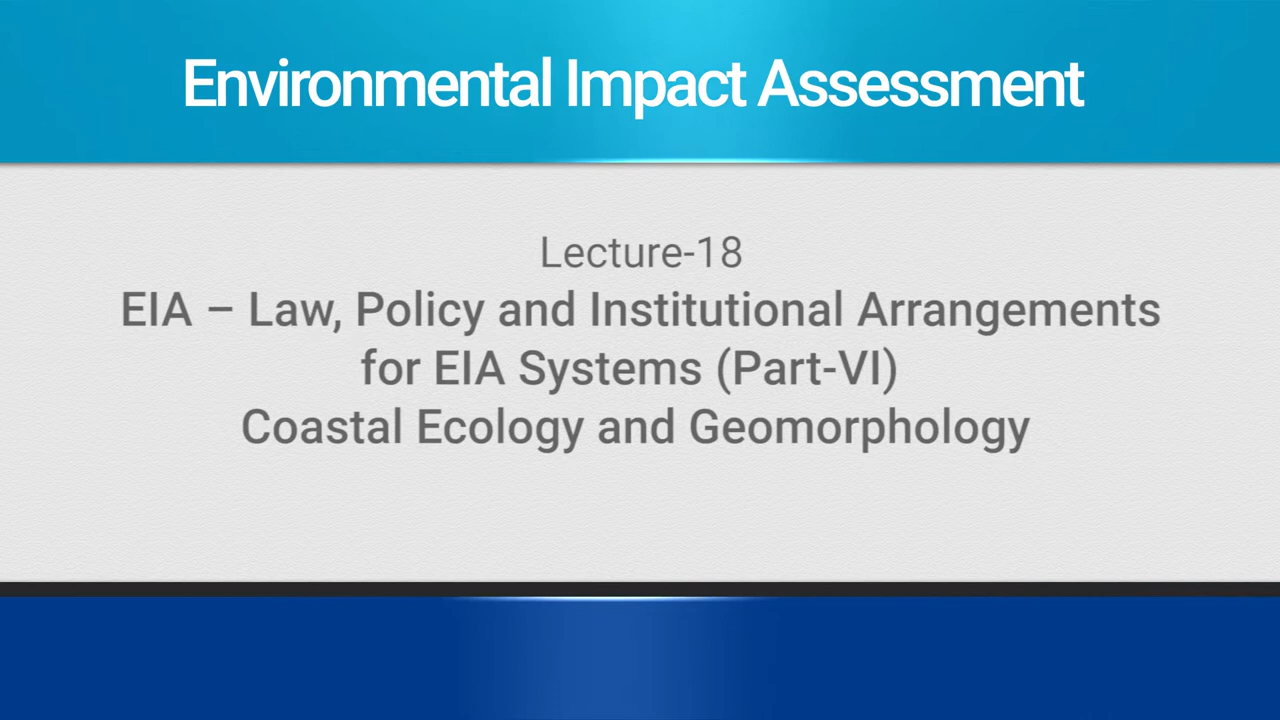 Environmental Impact Assessment
Lecture-18
EIA – Law, Policy and Institutional Arrangements
for EIA Systems (Part-VI)
Coastal Ecology and Geomorphology